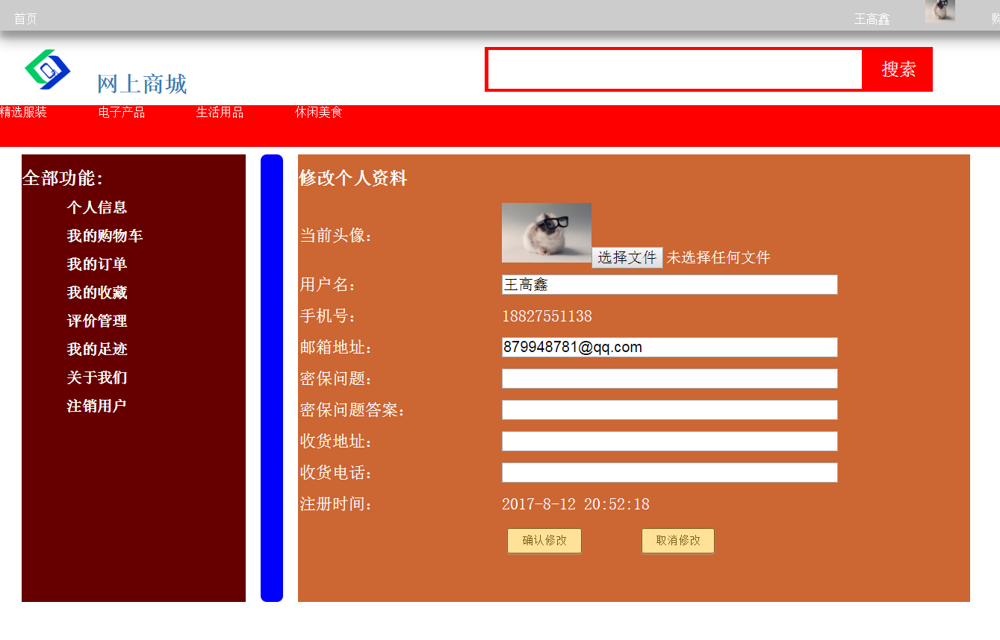 首页 王高鑫 购
网上商城 搜索
精选服装 电子产品 生活用品 休闲美食
全部功能：
个人信息
我的购物车
我的订单
我的收藏
评价管理
我的足迹
关于我们
注销用户
修改个人资料
当前头像： 选择文件 未选择任何文件
用户名： 王高鑫
手机号： 18827551138
邮箱地址： 879948781@qq.com
密保问题：
密保问题答案：
收货地址：
收货电话：
注册时间： 2017-8-12 20:52:18
确认修改 取消修改